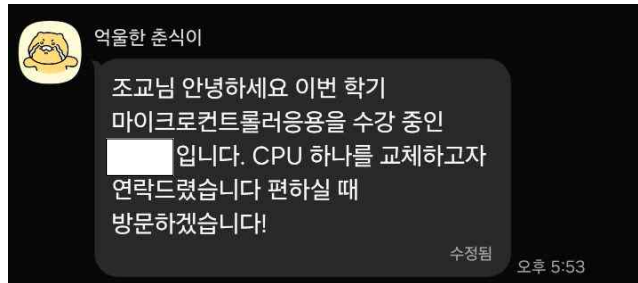 억울한 춘식이
조교님 안녕하세요 이번 학기
마이크로컨트롤러응용을 수강 중인
입니다. CPU 하나를 교체하고자
연락드렸습니다 편하실 때
방문하겠습니다!
수정됨
오후 5:53